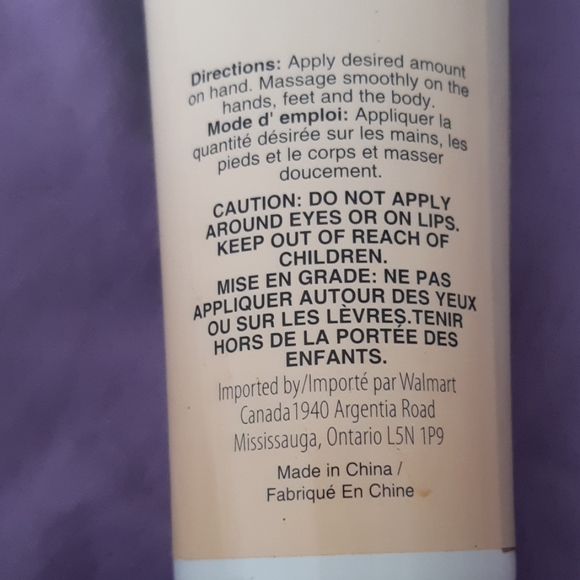 Directions: Apply desired amount
on hand. Massage smoothly on the
hands, feet and the body.
Mode d' emploi: Appliquer la
quantité désirée sur les mains, les
pieds et le corps et masser
doucement.
CAUTION: DO NOT APPLY
AROUND EYES OR ON LIPS.
KEEP OUT OF REACH OF
CHILDREN.
MISE EN GRADE: NE PAS
APPLIQUER AUTOUR DES YEUX
OU SUR LES LÈVRES.TENIR
HORS DE LA PORTÉE DES
ENFANTS.
Imported by/Importé par Walmart
Canada1940 Argentia Road
Mississauga, Ontario L5N 1P9
Made in China /
Fabriqué En Chine